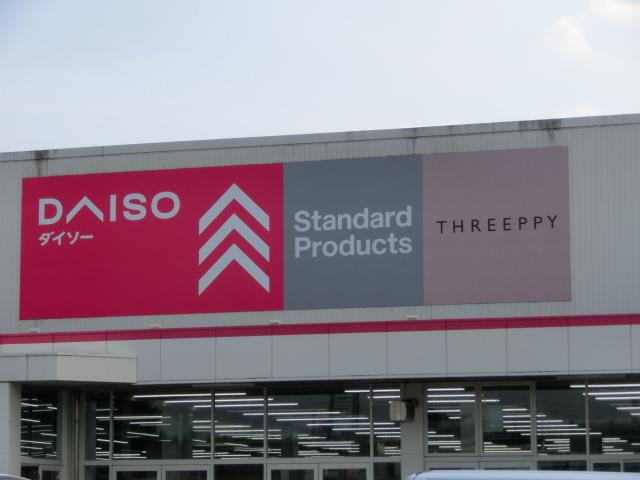 DAISO
ダイソー
Standard
Products
THREEPPY